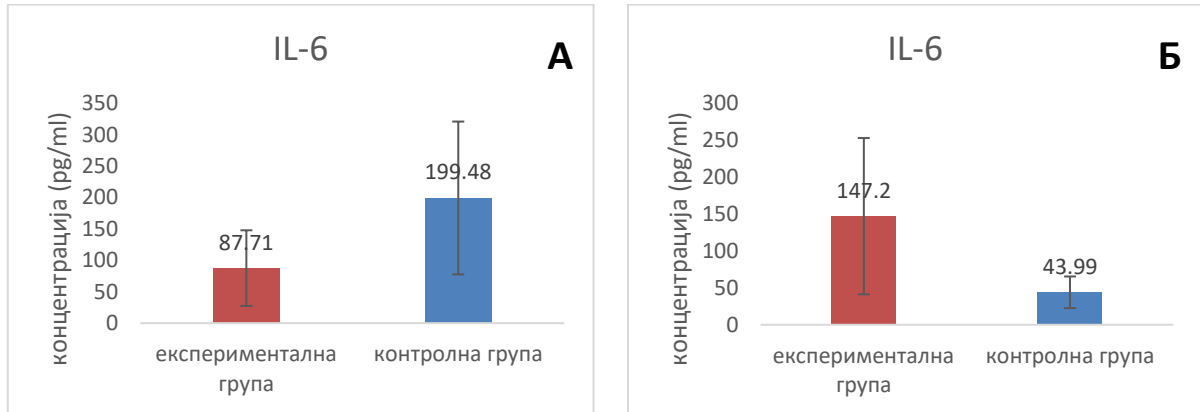 IL-6
А
концентрација (pg/ml)
350
300
250
200
150
100
50
0
87.71
199.48
експериментална
група
контролна група
IL-6
Б
концентрација (pg/ml)
300
250
200
150
100
50
0
147.2
43.99
експериментална
група
контролна група